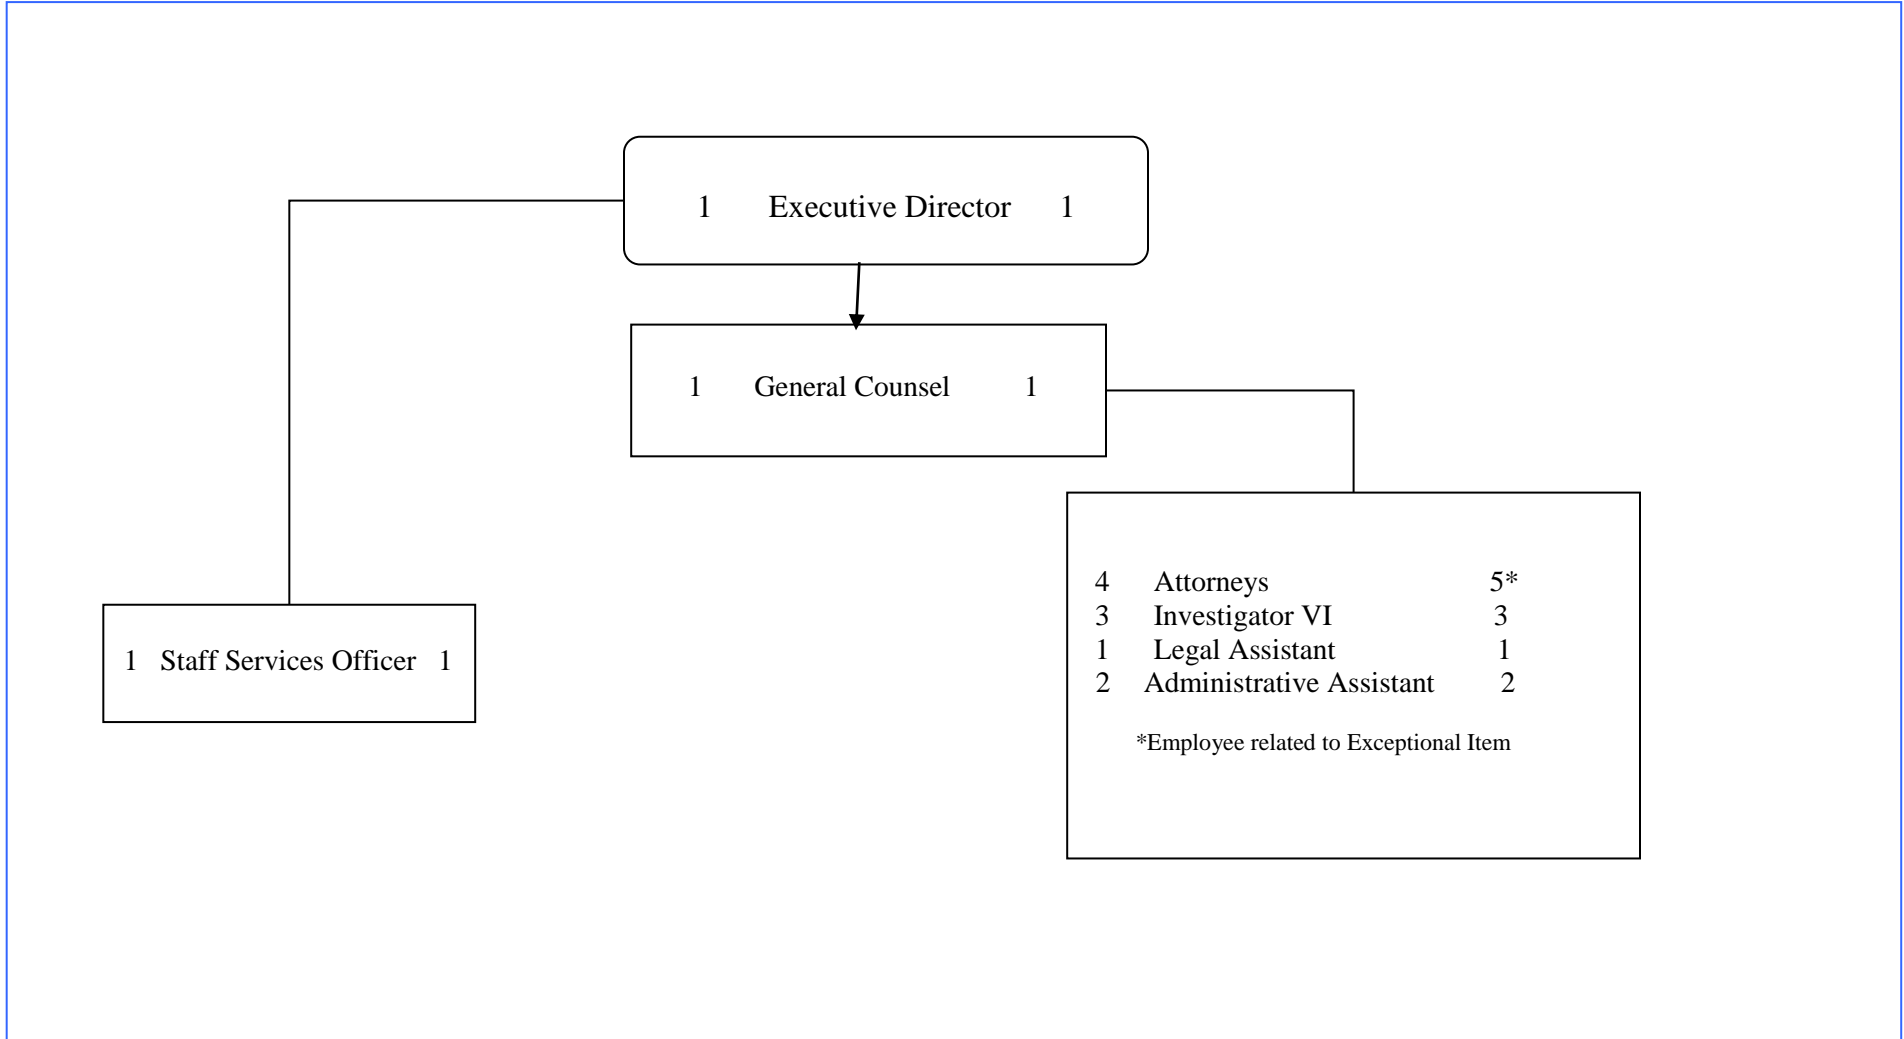 1 Executive Director 1
1 General Counsel 1
4 Attorneys 5*
3 Investigator VI 3
1 Legal Assistant 1
2 Administrative Assistant 2
*Employee related to Exceptional Item
1 Staff Services Officer 1